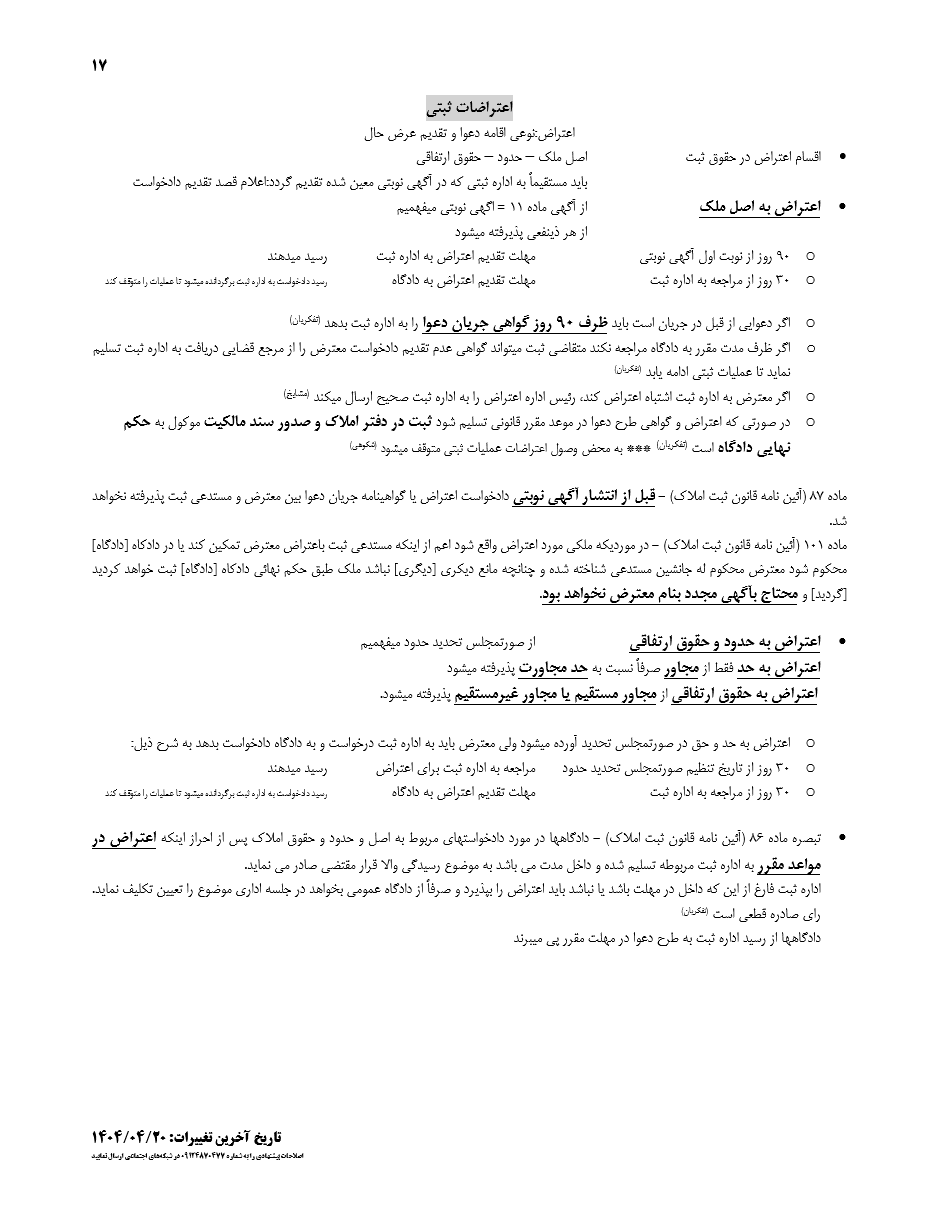 ۱۷
اعتراضات ثبتی
اعتراض:نوعی اقامه دعوا و تقدیم عرض حال
• اقسام اعتراض در حقوق ثبت اصل ملک – حدود – حقوق ارتفاقی
باید مستقیماً به اداره ثبتی که در آگهی نوبتی معین شده تقدیم گردد:اعلام قصد تقدیم دادخواست
• اعتراض به اصل ملک از آگهی ماده ۱۱ = اگهی نوبتی میفهمیم
از هر ذینفعی پذیرفته میشود
○ ۹۰ روز از نوبت اول آگهی نوبتی مهلت تقدیم اعتراض به اداره ثبت رسید میدهند
○ ۳۰ روز از مراجعه به اداره ثبت مهلت تقدیم اعتراض به دادگاه رسید دادخواست به اداره ثبت برگردانده میشود تا عملیات را متوقف کند
○ اگر دعوایی از قبل در جریان است باید ظرف ۹۰ روز گواهی جریان دعوا را به اداره ثبت بدهد (تفکریان)
○ اگر ظرف مدت مقرر به دادگاه مراجعه نکند متقاضی ثبت میتواند گواهی عدم تقدیم دادخواست معترض را از مرجع قضایی دریافت به اداره ثبت تسلیم
نماید تا عملیات ثبتی ادامه یابد (تفکریان)
○ اگر معترض به اداره ثبت اشتباه اعتراض کند، رئیس اداره اعتراض را به اداره ثبت صحیح ارسال میکند (مشایخ)
○ در صورتی که اعتراض و گواهی طرح دعوا در موعد مقرر قانونی تسلیم شود ثبت در دفتر املاک و صدور سند مالکیت موکول به حکم
نهایی دادگاه است (تفکریان) *** به محض وصول اعتراضات عملیات ثبتی متوقف میشود (شکوهی)
ماده ۸۷ (آئین نامه قانون ثبت املاک) – قبل از انتشار آگهی نوبتی دادخواست اعتراض یا گواهینامه جریان دعوا بین معترض و مستدعی ثبت پذیرفته نخواهد
شد.
ماده ۱۰۱ (آئین نامه قانون ثبت املاک) – در موردیکه ملکی مورد اعتراض واقع شود اعم از اینکه مستدعی ثبت باعتراض معترض تمکین کند یا در دادکاه [دادگاه]
محکوم شود معترض محکوم له جانشین مستدعی شناخته شده و چنانچه مانع دیکری [دیگری] نباشد ملک طبق حکم نهائی دادکاه [دادگاه] ثبت خواهد کردید
[گردید] و محتاج بآگهی مجدد بنام معترض نخواهد بود.
• اعتراض به حدود و حقوق ارتفاقی از صورتمجلس تحدید حدود میفهمیم
اعتراض به حد فقط از مجاور صرفاً نسبت به حد مجاورت پذیرفته میشود
اعتراض به حقوق ارتفاقی از مجاور مستقیم یا مجاور غیرمستقیم پذیرفته میشود.
○ اعتراض به حد و حق در صورتمجلس تحدید آورده میشود ولی معترض باید به اداره ثبت درخواست و به دادگاه دادخواست بدهد به شرح ذیل:
○ ۳۰ روز از تاریخ تنظیم صورتمجلس تحدید حدود مراجعه به اداره ثبت برای اعتراض رسید میدهند
○ ۳۰ روز از مراجعه به اداره ثبت مهلت تقدیم اعتراض به دادگاه رسید دادخواست به اداره ثبت برگردانده میشود تا عملیات را متوقف کند
• تبصره ماده ۸۶ (آئین نامه قانون ثبت املاک) – دادگاهها در مورد دادخواستهای مربوط به اصل و حدود و حقوق املاک پس از احراز اینکه اعتراض در
مواعد مقرر به اداره ثبت مربوطه تسلیم شده و داخل مدت می باشد به موضوع رسیدگی والا قرار مقتضی صادر می نماید.
اداره ثبت فارغ از این که داخل در مهلت باشد یا نباشد باید اعتراض را بپذیرد و صرفاً از دادگاه عمومی بخواهد در جلسه اداری موضوع را تعیین تکلیف نماید.
رای صادره قطعی است (تفکریان)
دادگاهها از رسید اداره ثبت به طرح دعوا در مهلت مقرر پی میبرند
تاریخ آخرین تغییرات: ۱۴۰۴/۰۴/۲۰
اصلاحات پیشنهادی را به شماره ۰۹۱۲۴۸۷۰۴۷۷ در شبکه‌های اجتماعی ارسال نمایید